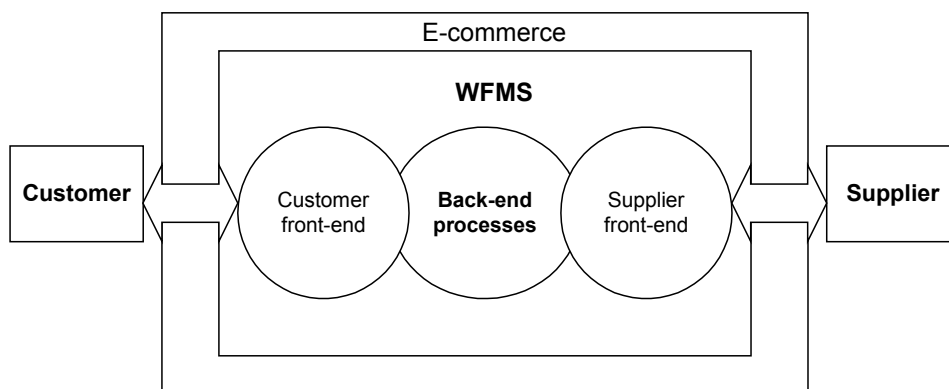 E-commerce
WFMS
Customer
Customer
front-end
Back-end
processes
Supplier
front-end
Supplier